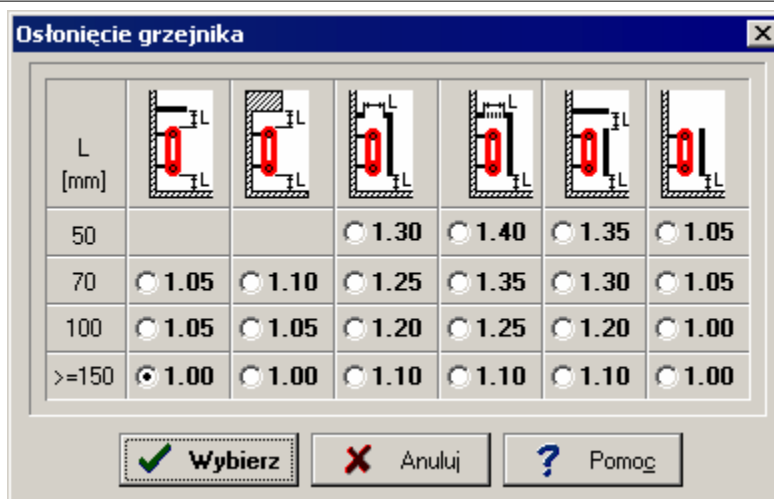 Osłonięcie grzejnika
L
[mm]
L
L
L
L
L
L
L
L
L
L
L
50 1.30 1.40 1.35 1.05
70 1.05 1.10 1.25 1.35 1.30 1.05
100 1.05 1.05 1.20 1.25 1.20 1.00
>=150 1.00 1.00 1.10 1.10 1.10 1.00
Wybierz Anuluj ? Pomoc